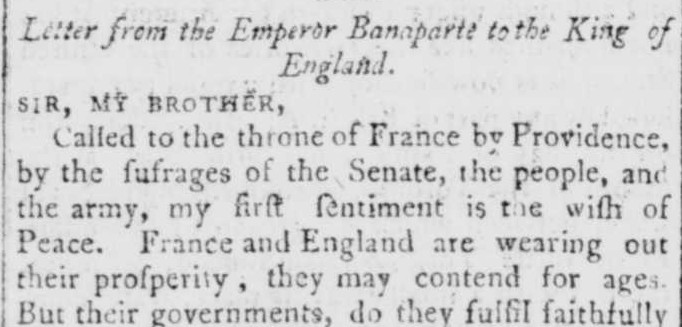 Letter from the Emperor Banaparté to the King of
England.
SIR, MY BROTHER,
Called to the throne of France by Providence,
by the ſufrages of the Senate, the people, and
the army, my firſt ſentiment is the wiſh of
Peace. France and England are wearing out
their proſperity, they may contend for ages.
But their governments, do they fulfil faithfully